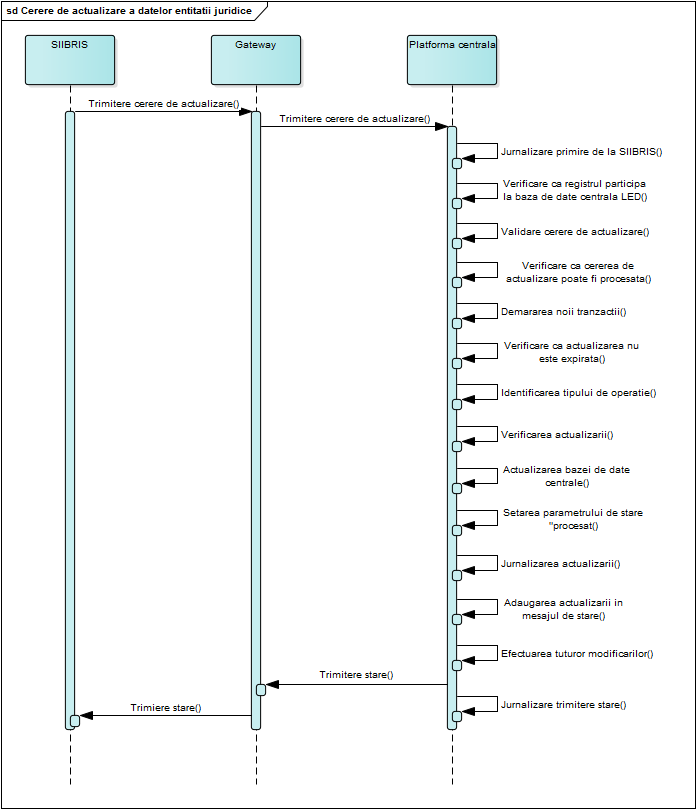 sd Cerere de actualizare a datelor entitatii juridice
SIIBRIS
Gateway
Platforma centrala
Trimitere cerere de actualizare()
Trimitere cerere de actualizare()
Jurnalizare primire de la SIIBRIS()
Verificare ca registrul participa
la baza de date centrala LED()
Validare cerere de actualizare()
Verificare ca cererea de
actualizare poate fi procesata()
Demararea noii tranzactii()
Verificare ca actualizarea nu
este expirata()
Identificarea tipului de operatie()
Verificarea actualizarii()
Actualizarea bazei de date
centrale()
Setarea parametrului de stare
"procesat()
Jurnalizarea actualizarii()
Adaugarea actualizarii in
mesajul de stare()
Efectuarea tuturor modificarilor()
Trimitere stare()
Jurnalizare trimitere stare()
Trimiere stare()